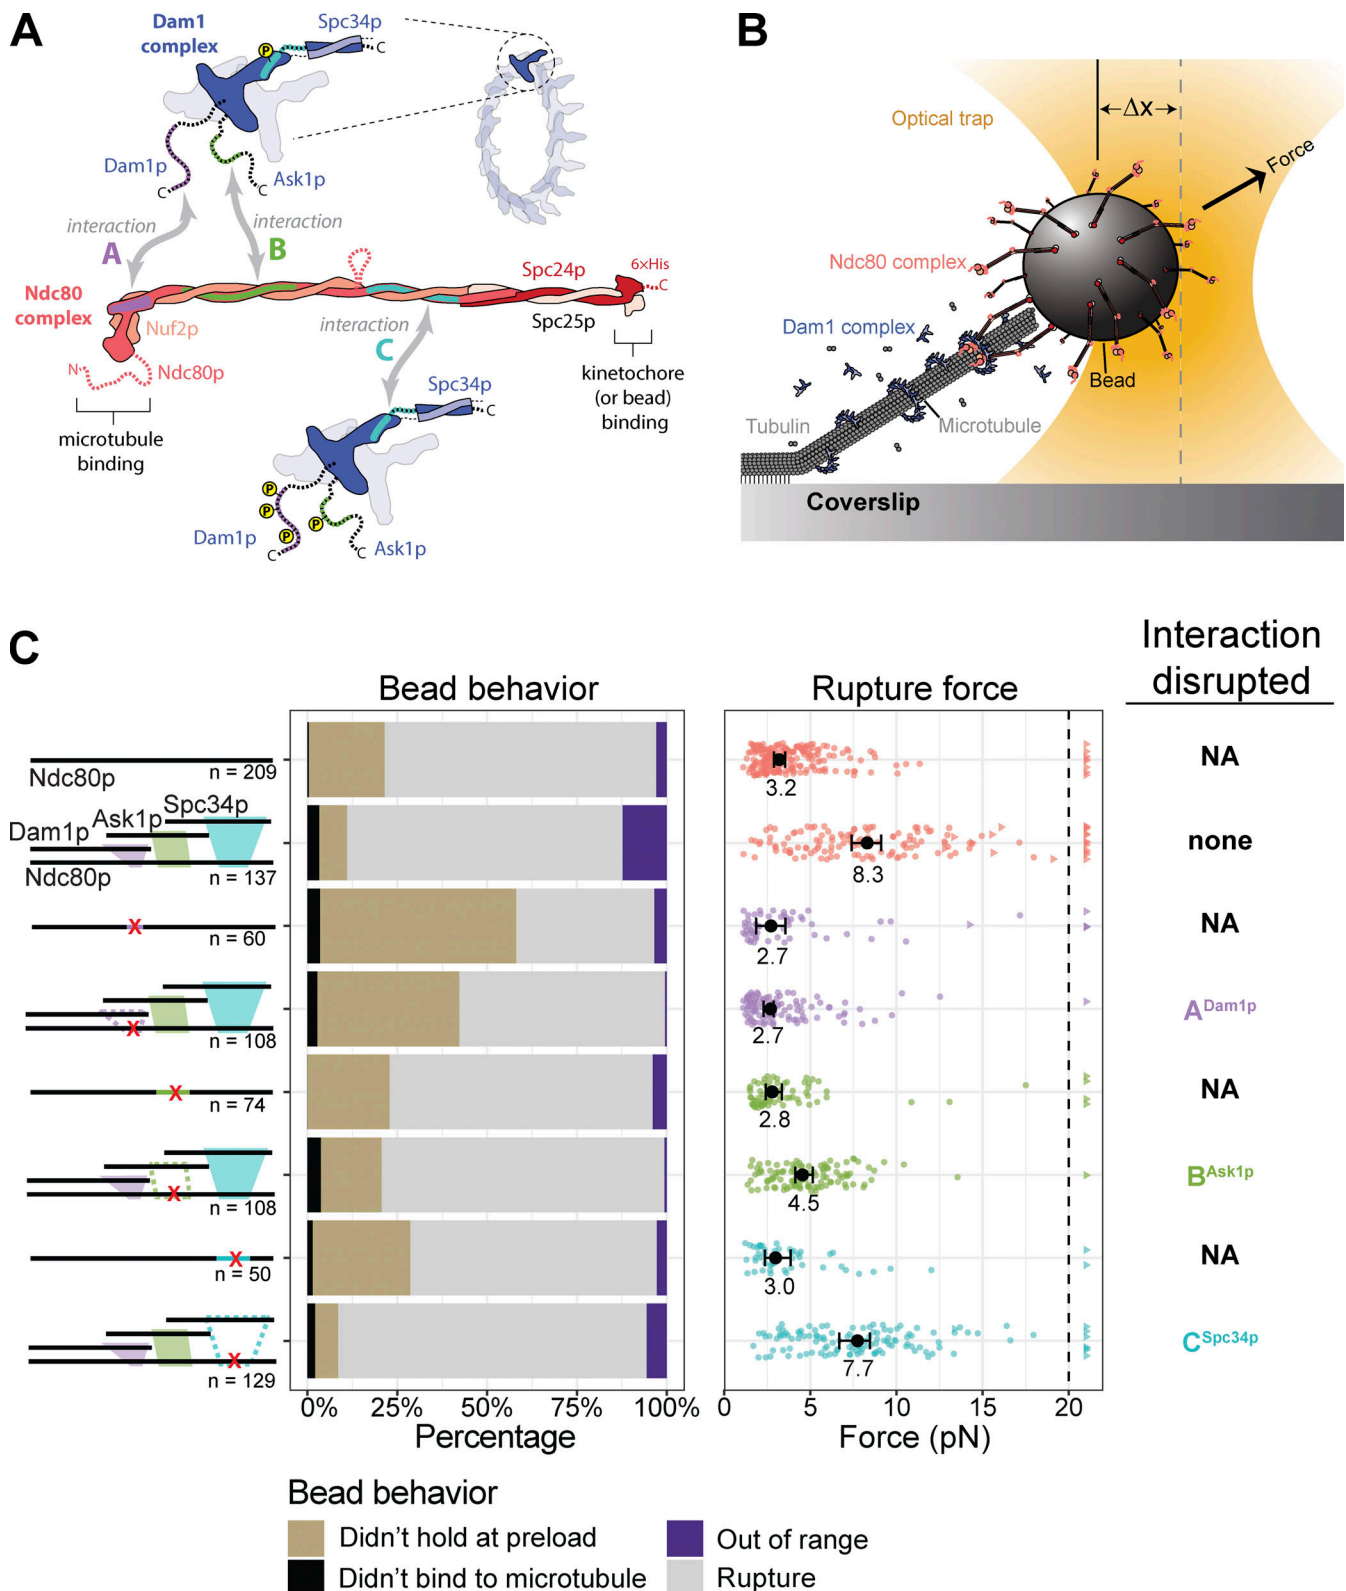 A
Dam1
complex
Spc34p
P
C
Dam1p
C
C
Ask1p
interaction
A
interaction
B
Ndc80
complex
Nuf2p
N
Ndc80p
Spc24p
6×His
C
Spc25p
interaction
C
microtubule
binding
kinetochore
(or bead)
binding
Spc34p
C
P
P
P
P
Dam1p
C
C
Ask1p
B
Δx
Optical trap
Force
Ndc80 complex
Dam1 complex
Bead
Tubulin
Microtubule
Coverslip
C
Bead behavior
Rupture force
Interaction
disrupted
Ndc80p
n = 209
3.2
NA
Spc34p
Ask1p
Dam1p
Ndc80p
n = 137
8.3
none
X
n = 60
2.7
NA
X
n = 108
2.7
A Dam1p
X
n = 74
2.8
NA
X
n = 108
4.5
B Ask1p
X
n = 50
3.0
NA
X
n = 129
7.7
C Spc34p
0% 25% 50% 75% 100%
Percentage
0 5 10 15 20
Force (pN)
Bead behavior
Didn't hold at preload
Out of range
Didn't bind to microtubule
Rupture